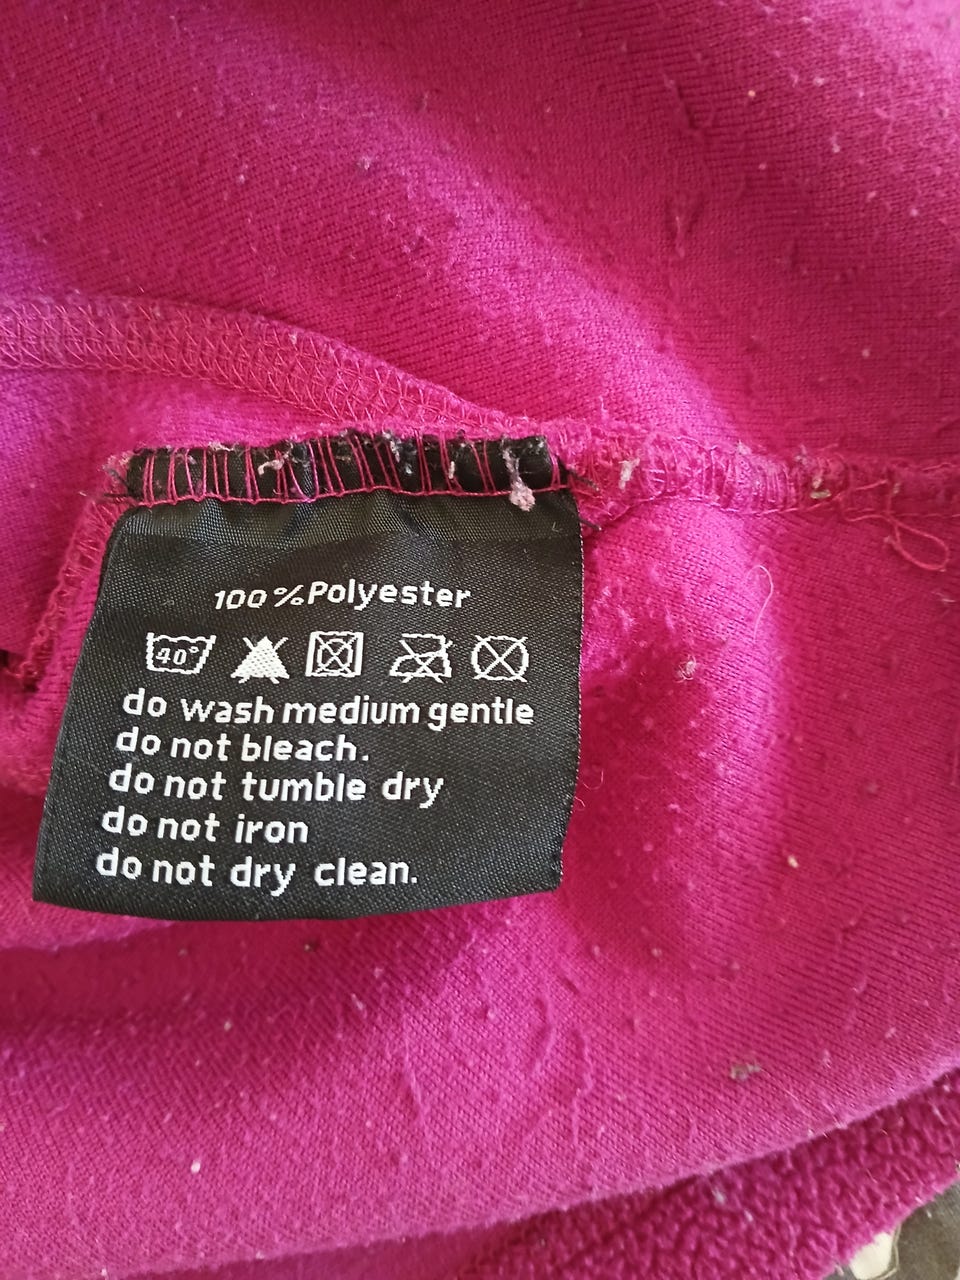 100%Polyester
40°
do wash medium gentle
do not bleach.
do not tumble dry
do not iron
do not dry clean.